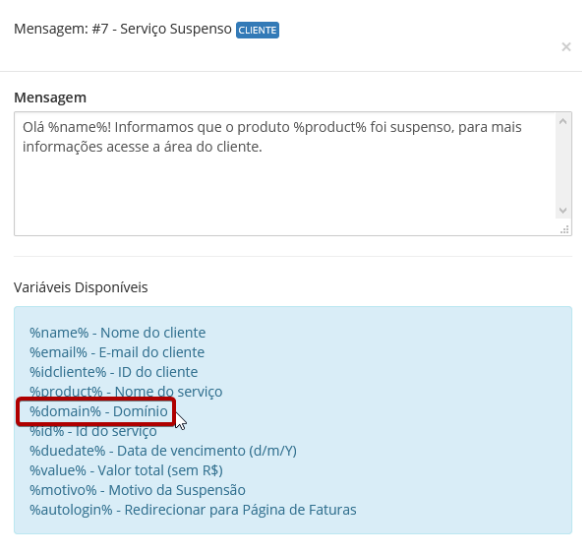 Mensagem: #7 - Serviço Suspenso CLIENTE
×
Mensagem
Olá %name%! Informamos que o produto %product% foi suspenso, para mais
informações acesse a área do cliente.
Variáveis Disponíveis
%name% - Nome do cliente
%email% - E-mail do cliente
%idcliente% - ID do cliente
%product% - Nome do serviço
%domain% - Domínio
%id% - Id do serviço
%duedate% - Data de vencimento (d/m/Y)
%value% - Valor total (sem R$)
%motivo% - Motivo da Suspensão
%autologin% - Redirecionar para Página de Faturas